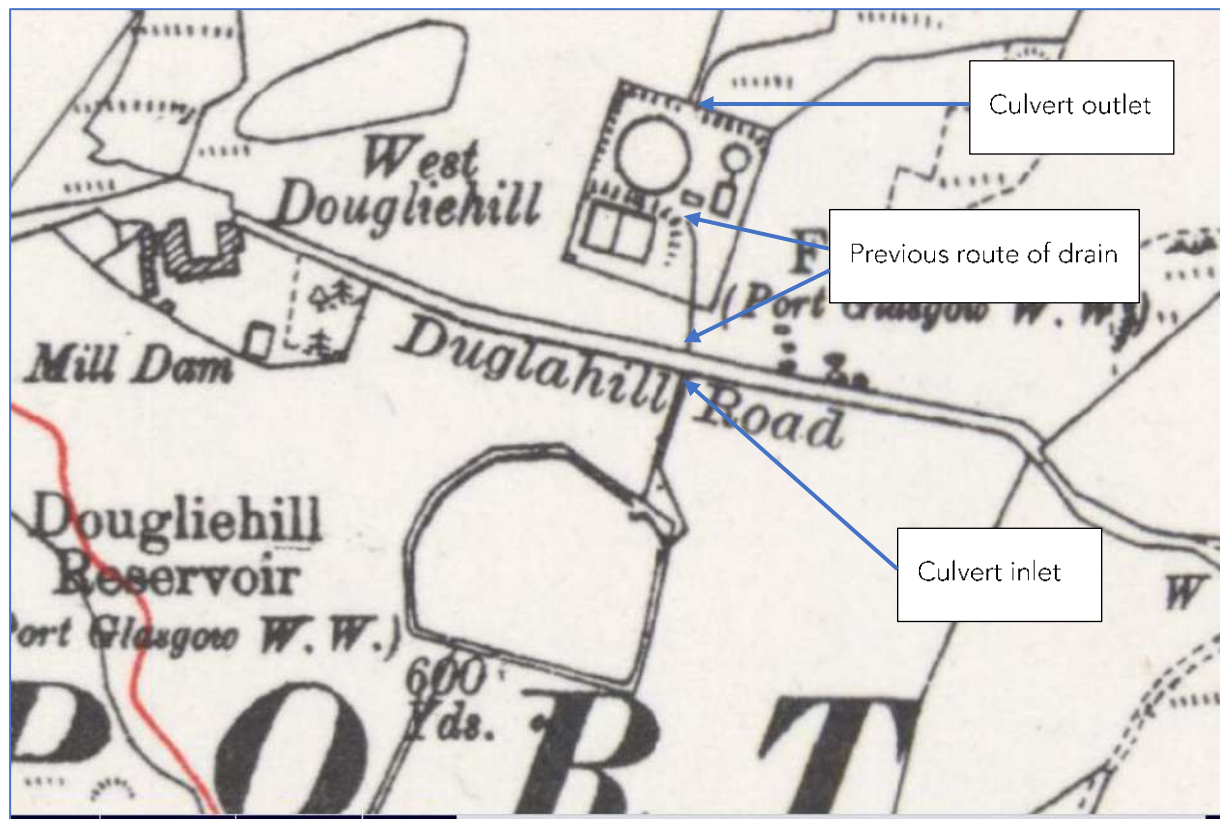 Culvert outlet
West
Dougliehill
Previous route of drain
F
(Port Glasgow W. W.)
Duglahill Road
Mill Dam
Culvert inlet
Dougliehill
Reservoir
Port Glasgow W. W.)
W
600
Yds.
PORT